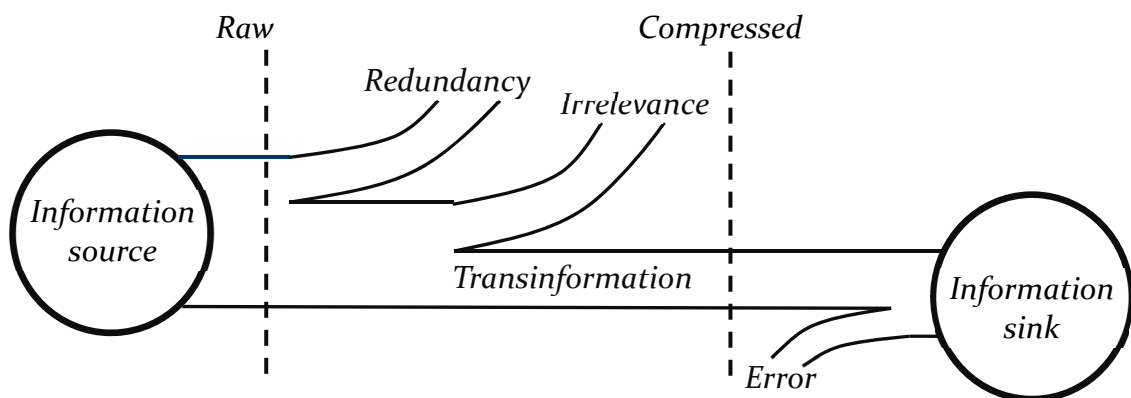 Raw
Compressed
Redundancy
Irrelevance
Information
source
Transinformation
Information
sink
Error